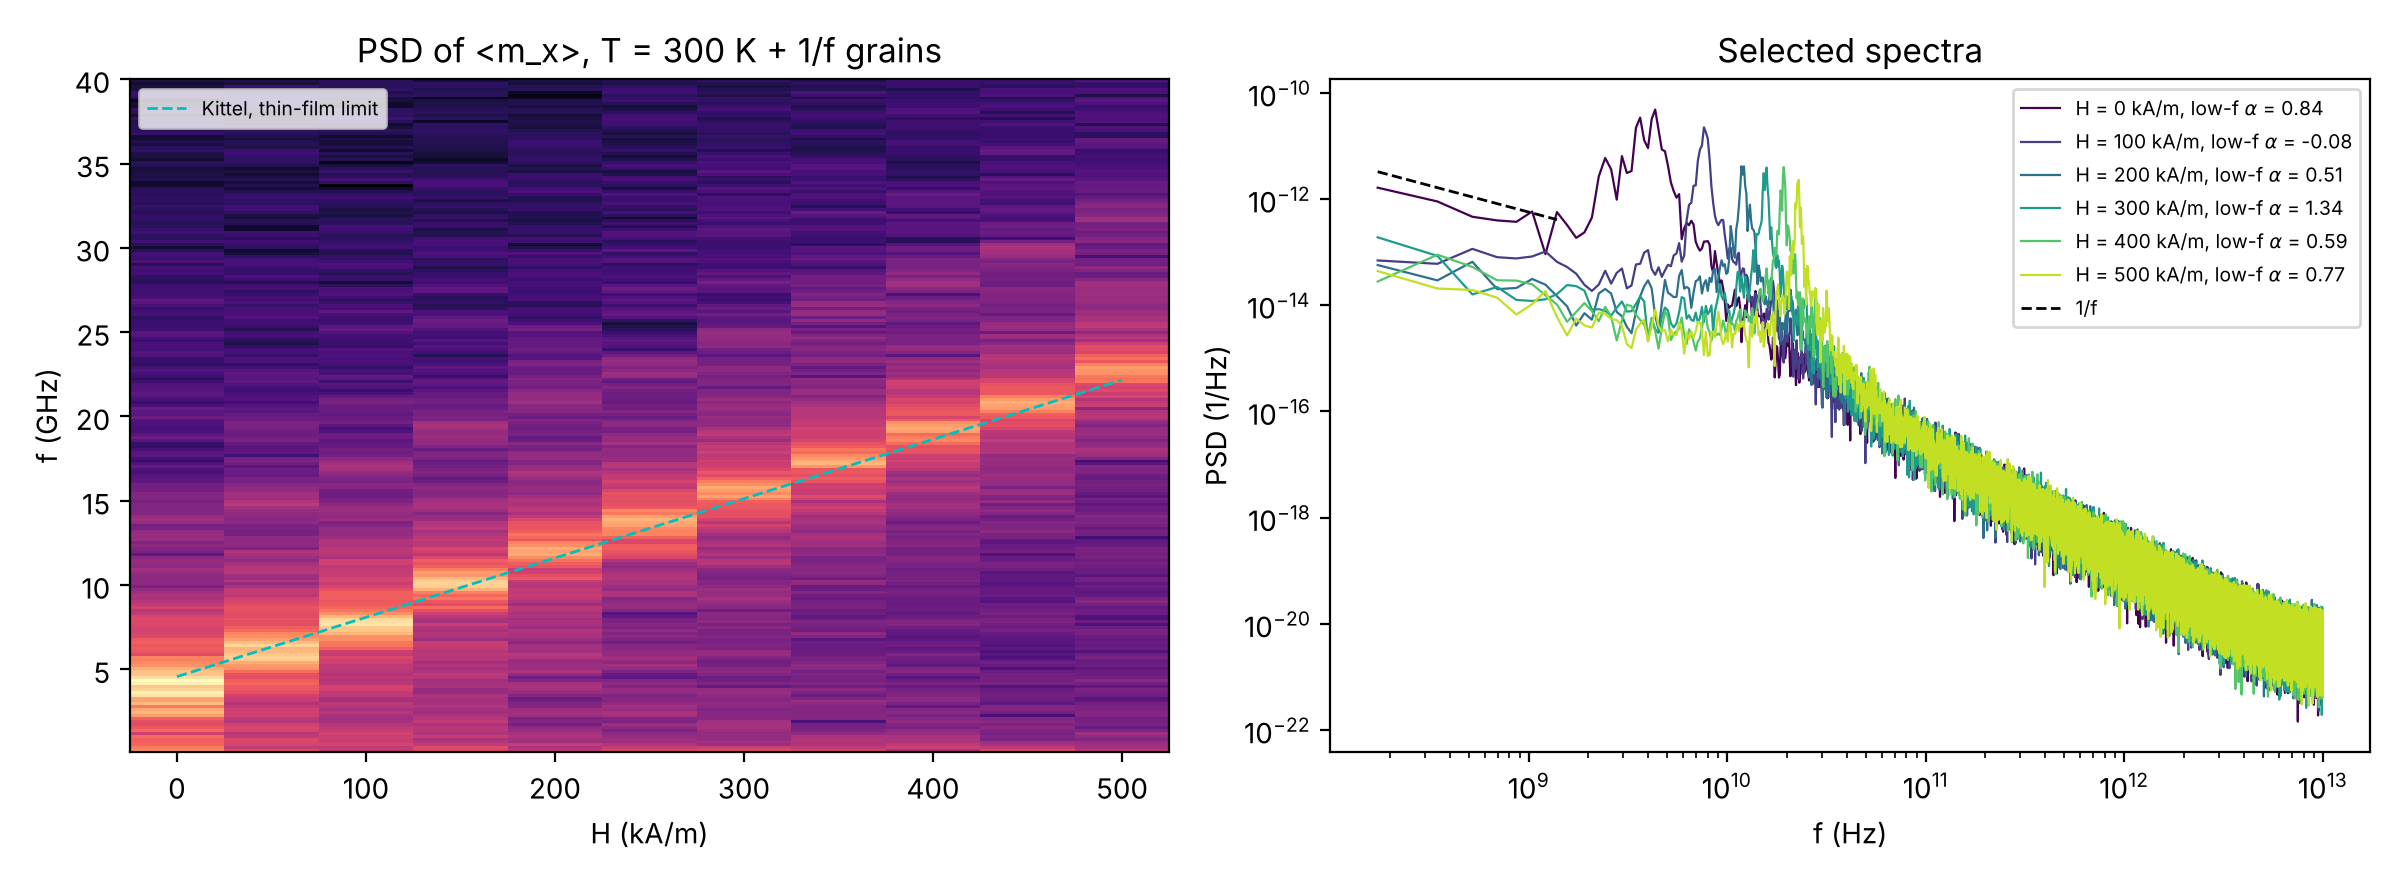 PSD of <m_x>, T = 300 K + 1/f grains
Kittel, thin-film limit
40
35
30
25
20
15
10
5
f (GHz)
0
100
200
300
400
500
H (kA/m)
Selected spectra
H = 0 kA/m, low-f α = 0.84
H = 100 kA/m, low-f α = -0.08
H = 200 kA/m, low-f α = 0.51
H = 300 kA/m, low-f α = 1.34
H = 400 kA/m, low-f α = 0.59
H = 500 kA/m, low-f α = 0.77
1/f
10⁻¹⁰
10⁻¹²
10⁻¹⁴
10⁻¹⁶
10⁻¹⁸
10⁻²⁰
10⁻²²
PSD (1/Hz)
10⁹
10¹⁰
10¹¹
10¹²
10¹³
f (Hz)